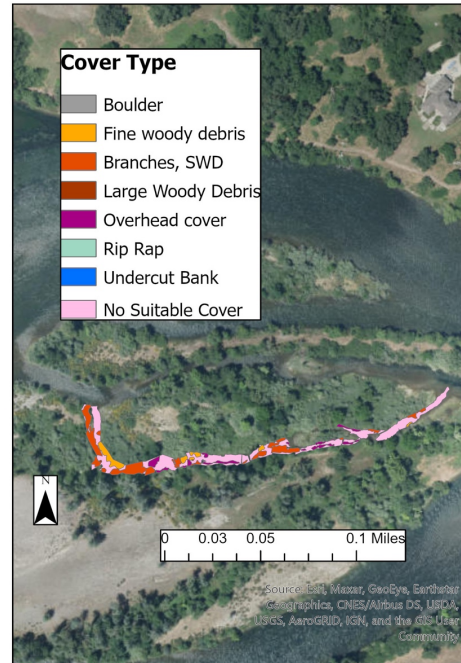 Cover Type
Boulder
Fine woody debris
Branches, SWD
Large Woody Debris
Overhead cover
Rip Rap
Undercut Bank
No Suitable Cover
N
0 0.03 0.05 0.1 Miles
Source: Esri, Maxar, GeoEye, Earthstar
Geographics, CNES/Airbus DS, USDA,
USGS, AeroGRID, IGN, and the GIS User
Community